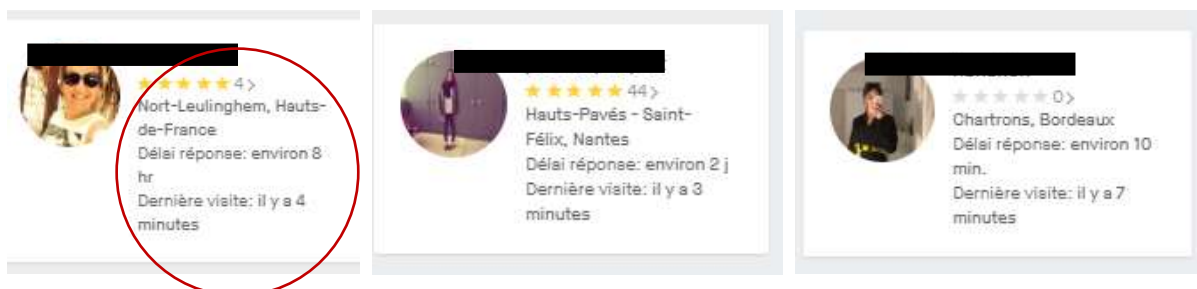 4 >
Nort-Leulinghem, Hauts-
de-France
Délai réponse: environ 8
hr
Dernière visite: il y a 4
minutes
44 >
Hauts-Pavés - Saint-
Félix, Nantes
Délai réponse: environ 2 j
Dernière visite: il y a 3
minutes
0 >
Chartrons, Bordeaux
Délai réponse: environ 10
min.
Dernière visite: il y a 7
minutes